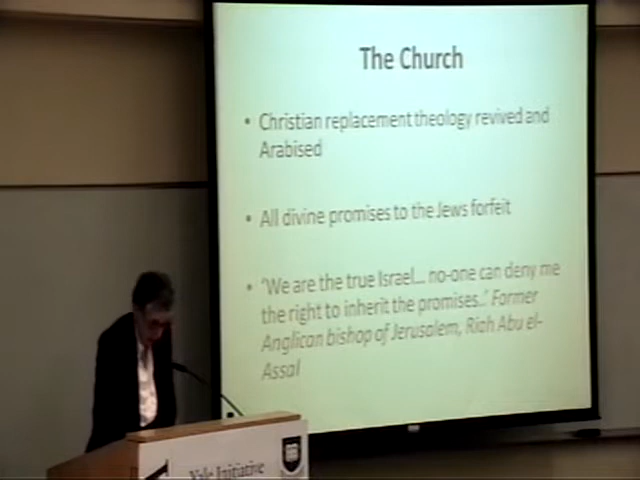 The Church
• Christian replacement theology revived and
Arabised
• All divine promises to the Jews forfeit
• 'We are the true Israel... no-one can deny me
the right to inherit the promises..' Former
Anglican bishop of Jerusalem, Riah Abu el-
Assal
Yale Initiative